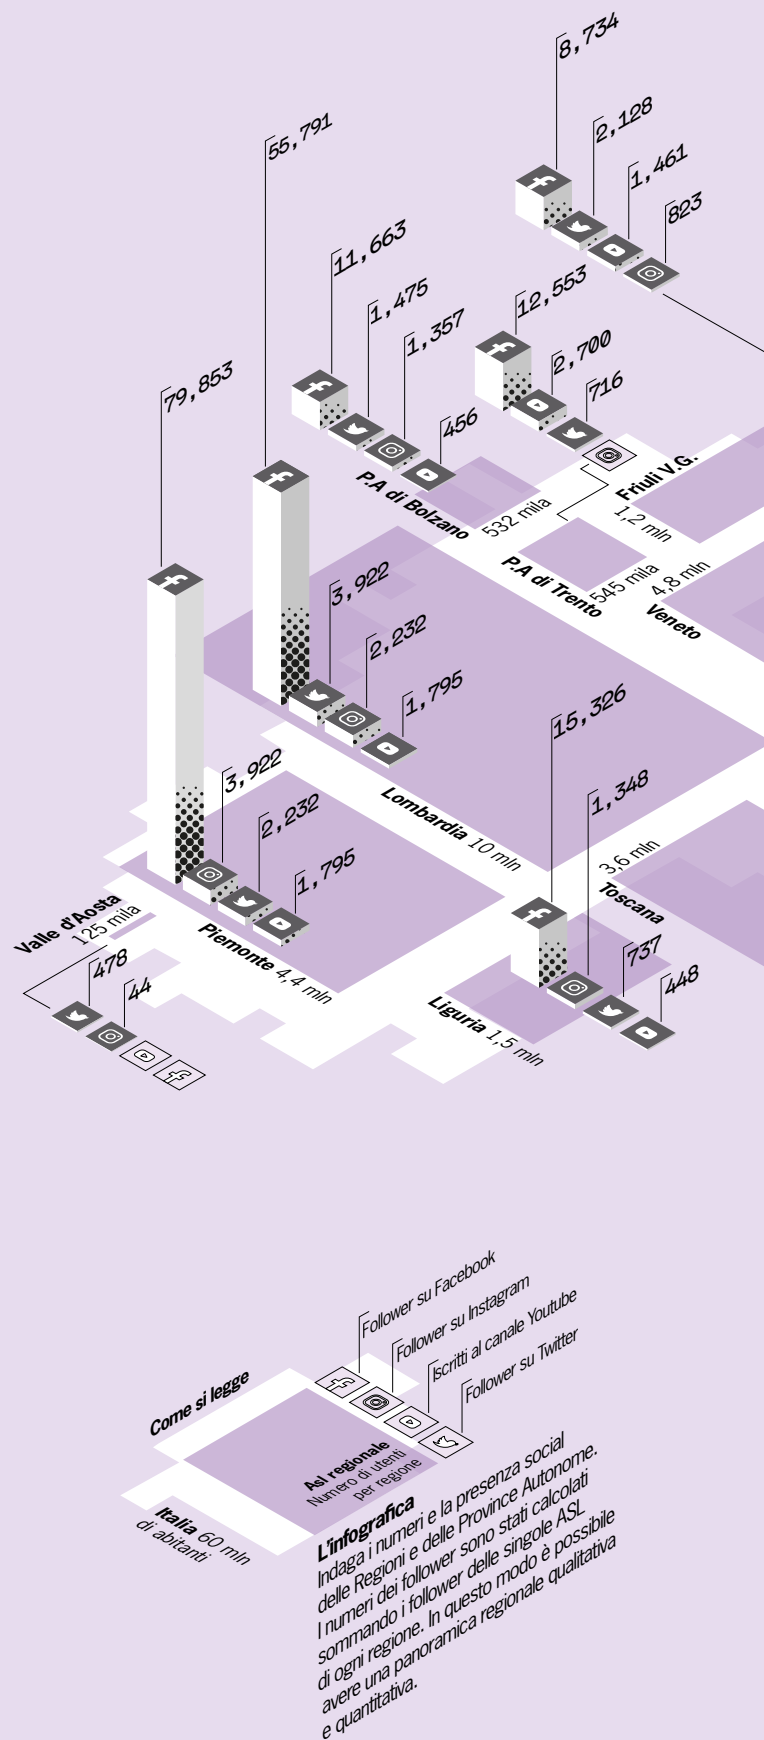 8,734
2,128
1,461
823
55,791
11,663
1,475
1,357
456
12,553
2,700
716
79,853
P.A di Bolzano 532 mila
Friuli V.G.
1,2 mln
P.A di Trento 545 mila
4,8 mln
Veneto
3,922
2,232
1,795
Lombardia 10 mln
15,326
1,348
737
448
3,6 mln
Toscana
3,922
2,232
1,795
Valle d'Aosta
125 mila
Piemonte 4,4 mln
478
44
Liguria 1,5 mln
Follower su Facebook
Follower su Instagram
Iscritti al canale Youtube
Follower su Twitter
Come si legge
Asl regionale
Numero di utenti
per regione
Italia 60 mln
di abitanti
L'infografica
Indaga i numeri e la presenza social
delle Regioni e delle Province Autonome.
I numeri dei follower sono stati calcolati
sommando i follower delle singole ASL
di ogni regione. In questo modo è possibile
avere una panoramica regionale qualitativa
e quantitativa.